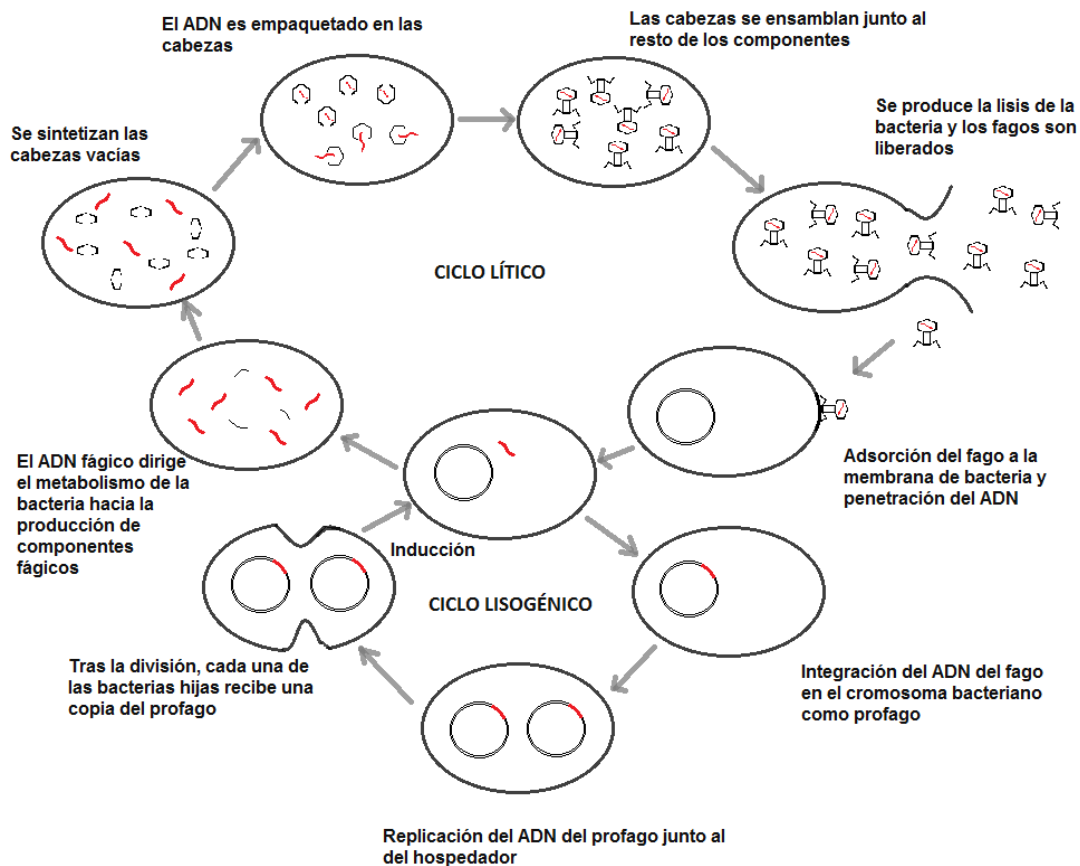 El ADN es empaquetado en las
cabezas
Las cabezas se ensamblan junto al
resto de los componentes
Se produce la lisis de la
bacteria y los fagos son
liberados
Se sintetizan las
cabezas vacías
CICLO LÍTICO
Adsorción del fago a la
membrana de bacteria y
penetración del ADN
El ADN fágico dirige
el metabolismo de la
bacteria hacia la
producción de
componentes
fágicos
Inducción
CICLO LISOGÉNICO
Tras la división, cada una de
las bacterias hijas recibe una
copia del profago
Integración del ADN del fago
en el cromosoma bacteriano
como profago
Replicación del ADN del profago junto al
del hospedador